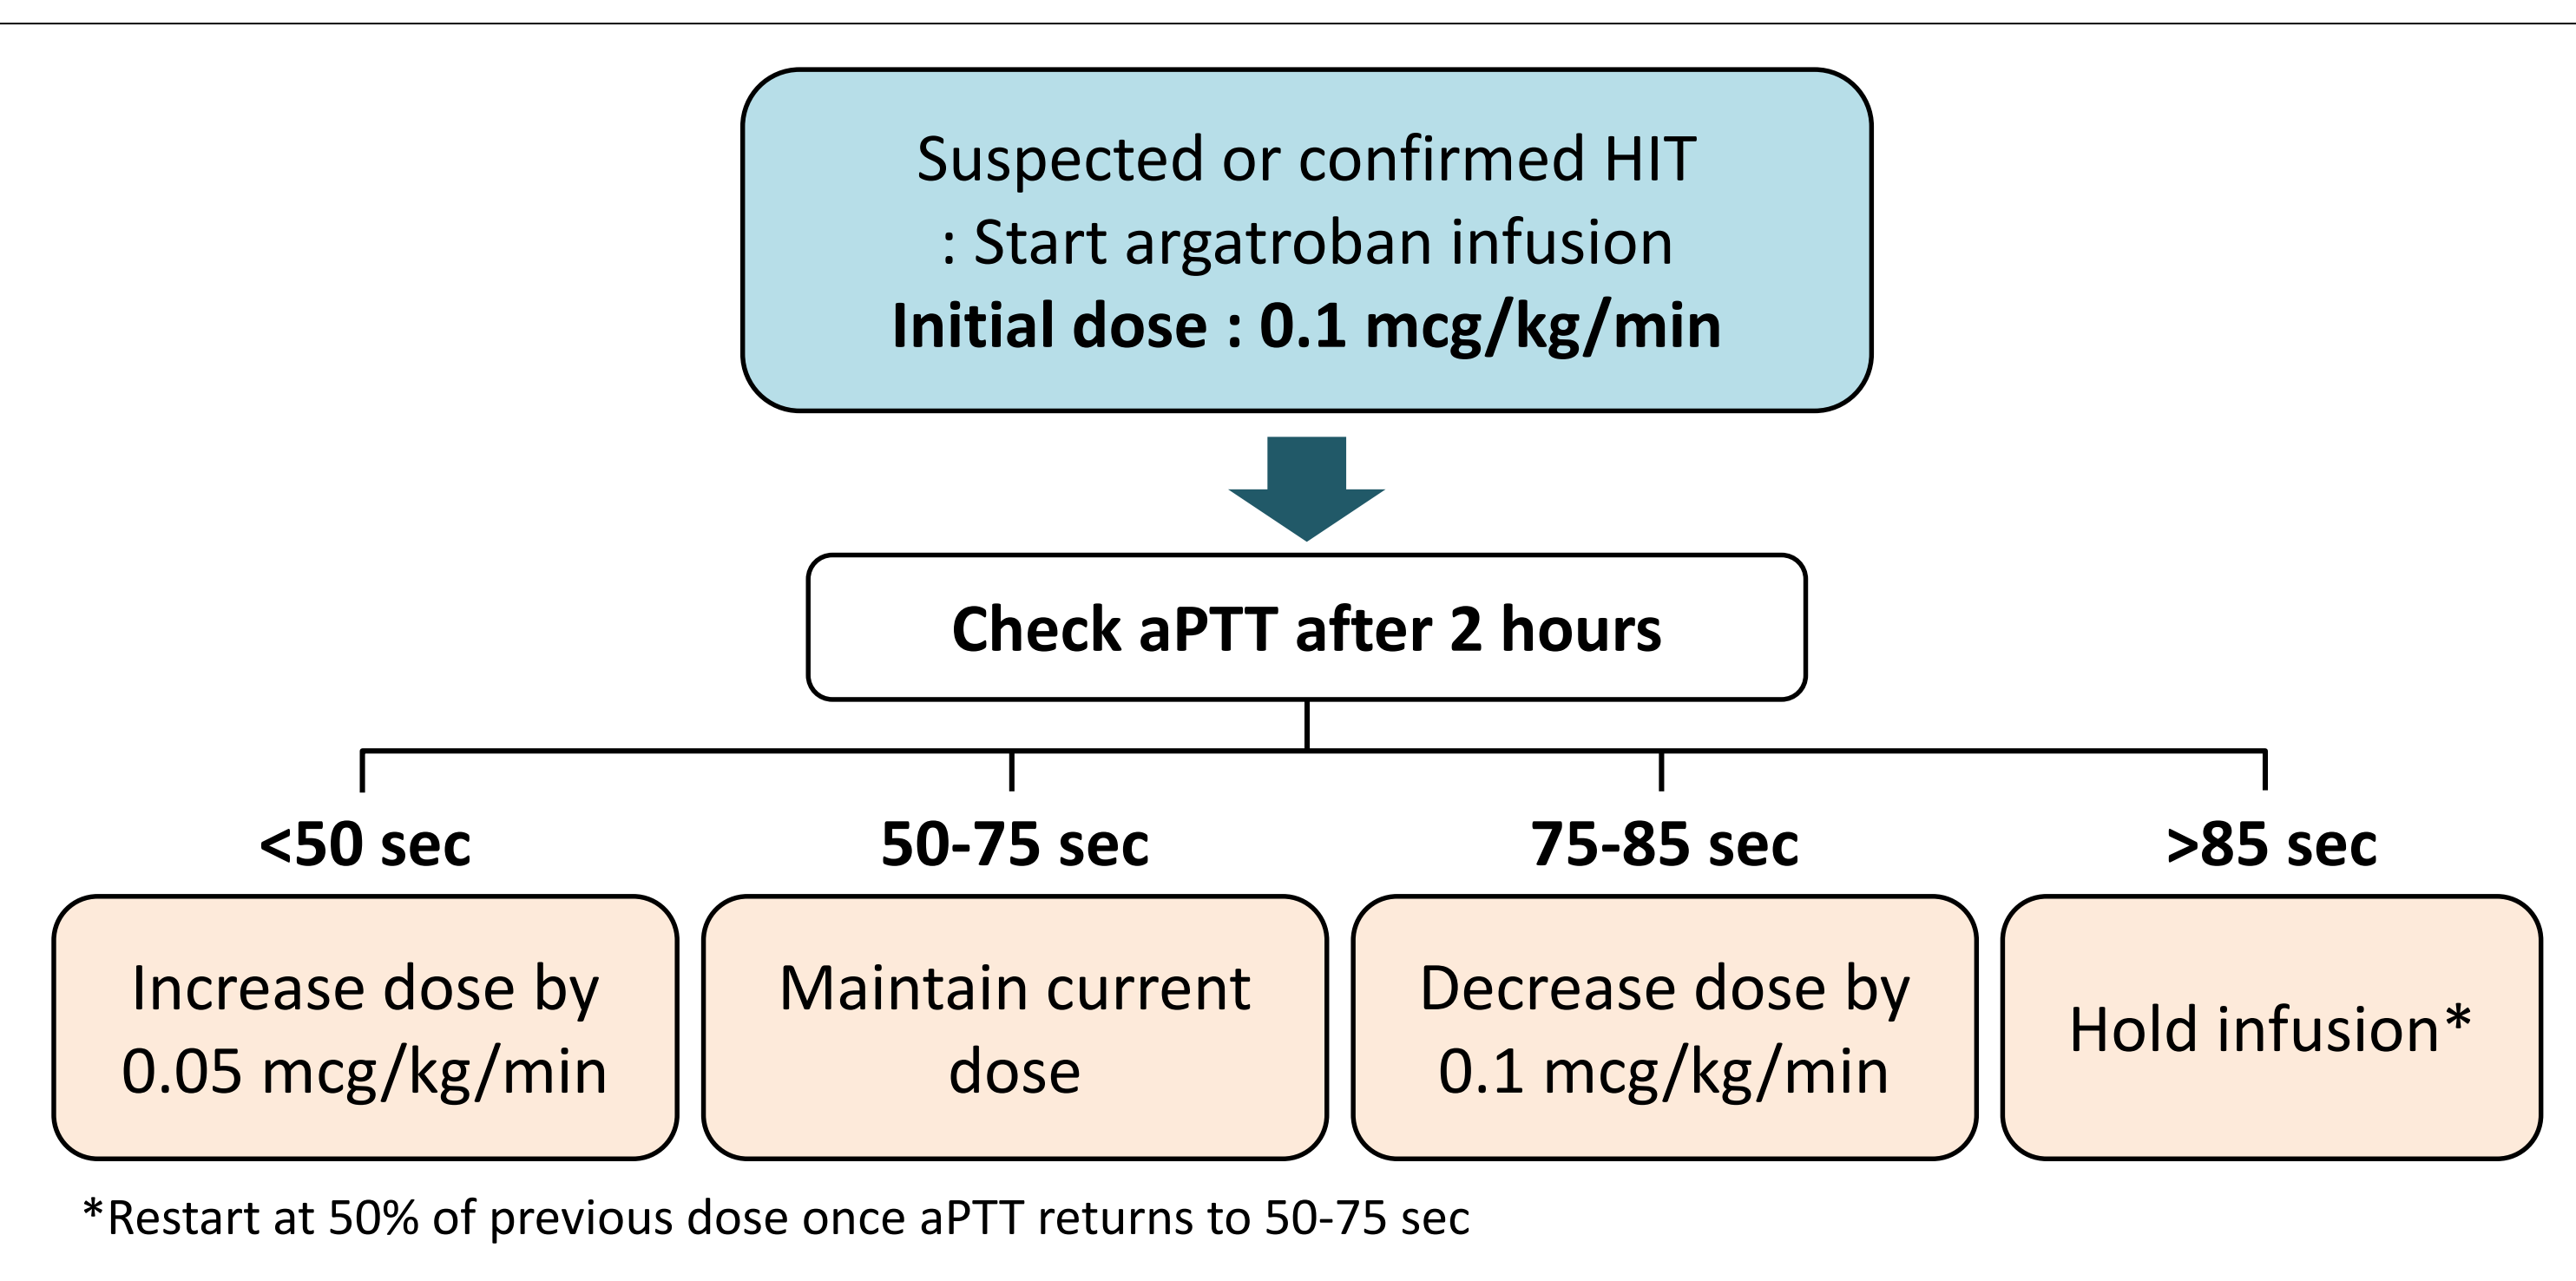 Suspected or confirmed HIT
: Start argatroban infusion
Initial dose : 0.1 mcg/kg/min
Check aPTT after 2 hours
<50 sec
50-75 sec
75-85 sec
>85 sec
Increase dose by
0.05 mcg/kg/min
Maintain current
dose
Decrease dose by
0.1 mcg/kg/min
Hold infusion*
*Restart at 50% of previous dose once aPTT returns to 50-75 sec